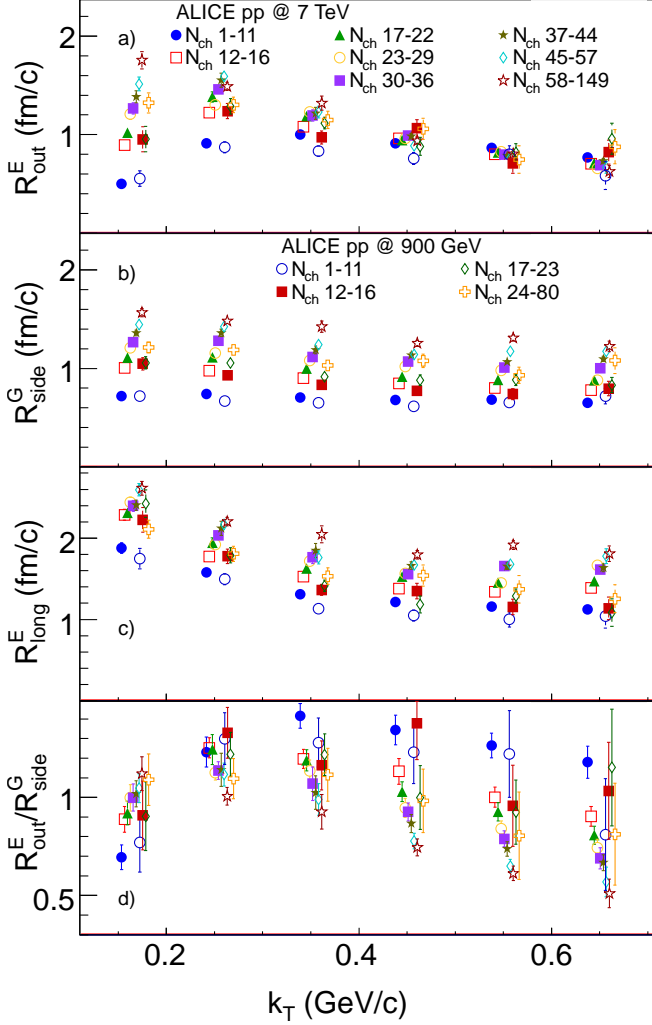 ALICE pp @ 7 TeV
a)
N_ch 1-11
N_ch 12-16
N_ch 17-22
N_ch 23-29
N_ch 30-36
N_ch 37-44
N_ch 45-57
N_ch 58-149
R^E_out (fm/c)
2
1
ALICE pp @ 900 GeV
b)
N_ch 1-11
N_ch 12-16
N_ch 17-23
N_ch 24-80
R^G_side (fm/c)
2
1
R^E_long (fm/c)
2
1
c)
R^E_out/R^G_side
1
0.5
d)
0.2 0.4 0.6
k_T (GeV/c)